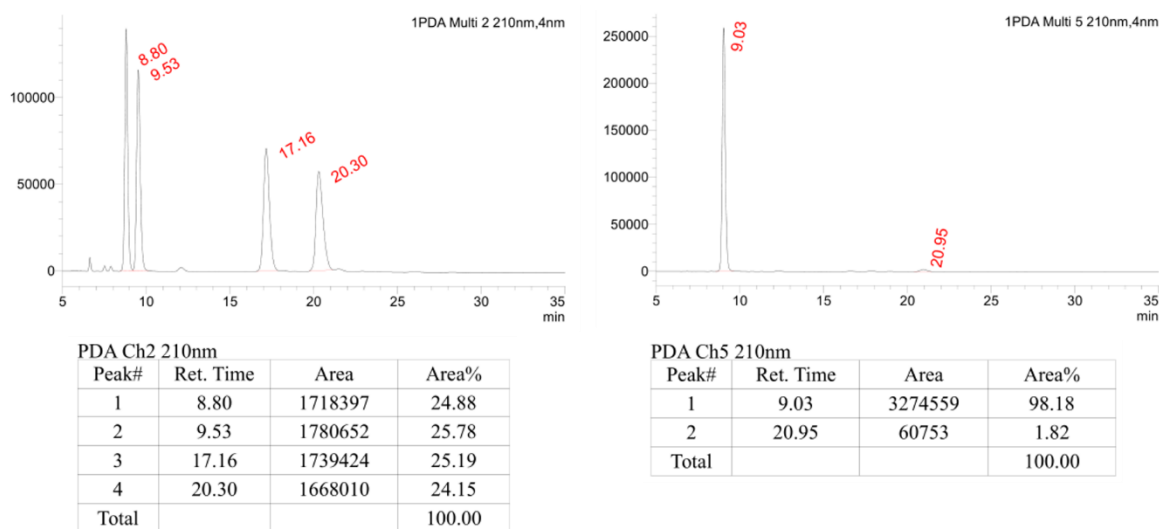 1PDA Multi 2 210nm,4nm
100000
50000
0
8.80
9.53
17.16
20.30
5 10 15 20 25 30 35
min
PDA Ch2 210nm
Peak# Ret. Time Area Area%
1 8.80 1718397 24.88
2 9.53 1780652 25.78
3 17.16 1739424 25.19
4 20.30 1668010 24.15
Total 100.00
1PDA Multi 5 210nm,4nm
250000
200000
150000
100000
50000
0
9.03
20.95
5 10 15 20 25 30 35
min
PDA Ch5 210nm
Peak# Ret. Time Area Area%
1 9.03 3274559 98.18
2 20.95 60753 1.82
Total 100.00